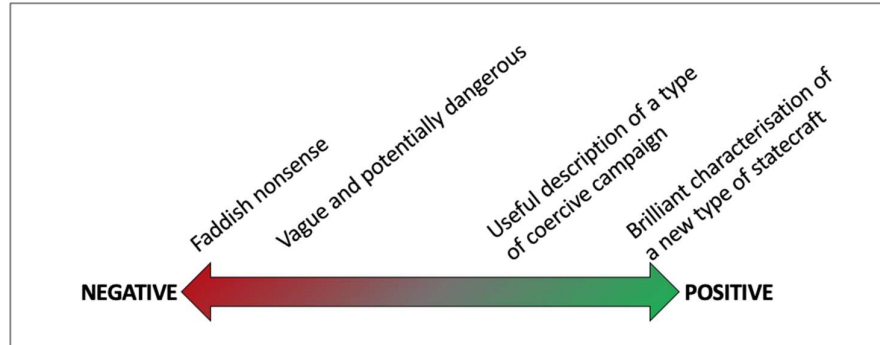 Faddish nonsense
Vague and potentially dangerous
Useful description of a type
of coercive campaign
Brilliant characterisation of
a new type of statecraft
NEGATIVE
POSITIVE